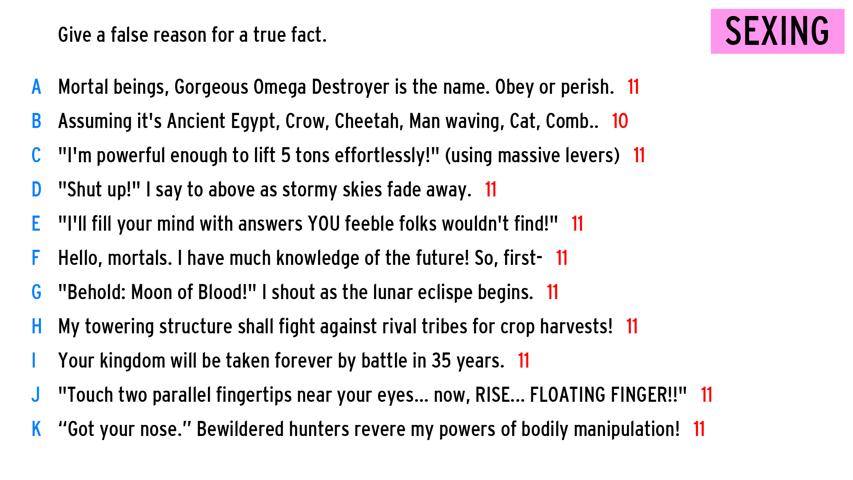 Give a false reason for a true fact.
SEXING
A Mortal beings, Gorgeous Omega Destroyer is the name. Obey or perish. 11
B Assuming it's Ancient Egypt, Crow, Cheetah, Man waving, Cat, Comb.. 10
C "I'm powerful enough to lift 5 tons effortlessly!" (using massive levers) 11
D "Shut up!" I say to above as stormy skies fade away. 11
E "I'll fill your mind with answers YOU feeble folks wouldn't find!" 11
F Hello, mortals. I have much knowledge of the future! So, first- 11
G "Behold: Moon of Blood!" I shout as the lunar eclispe begins. 11
H My towering structure shall fight against rival tribes for crop harvests! 11
I Your kingdom will be taken forever by battle in 35 years. 11
J "Touch two parallel fingertips near your eyes... now, RISE... FLOATING FINGER!!" 11
K “Got your nose.” Bewildered hunters revere my powers of bodily manipulation! 11